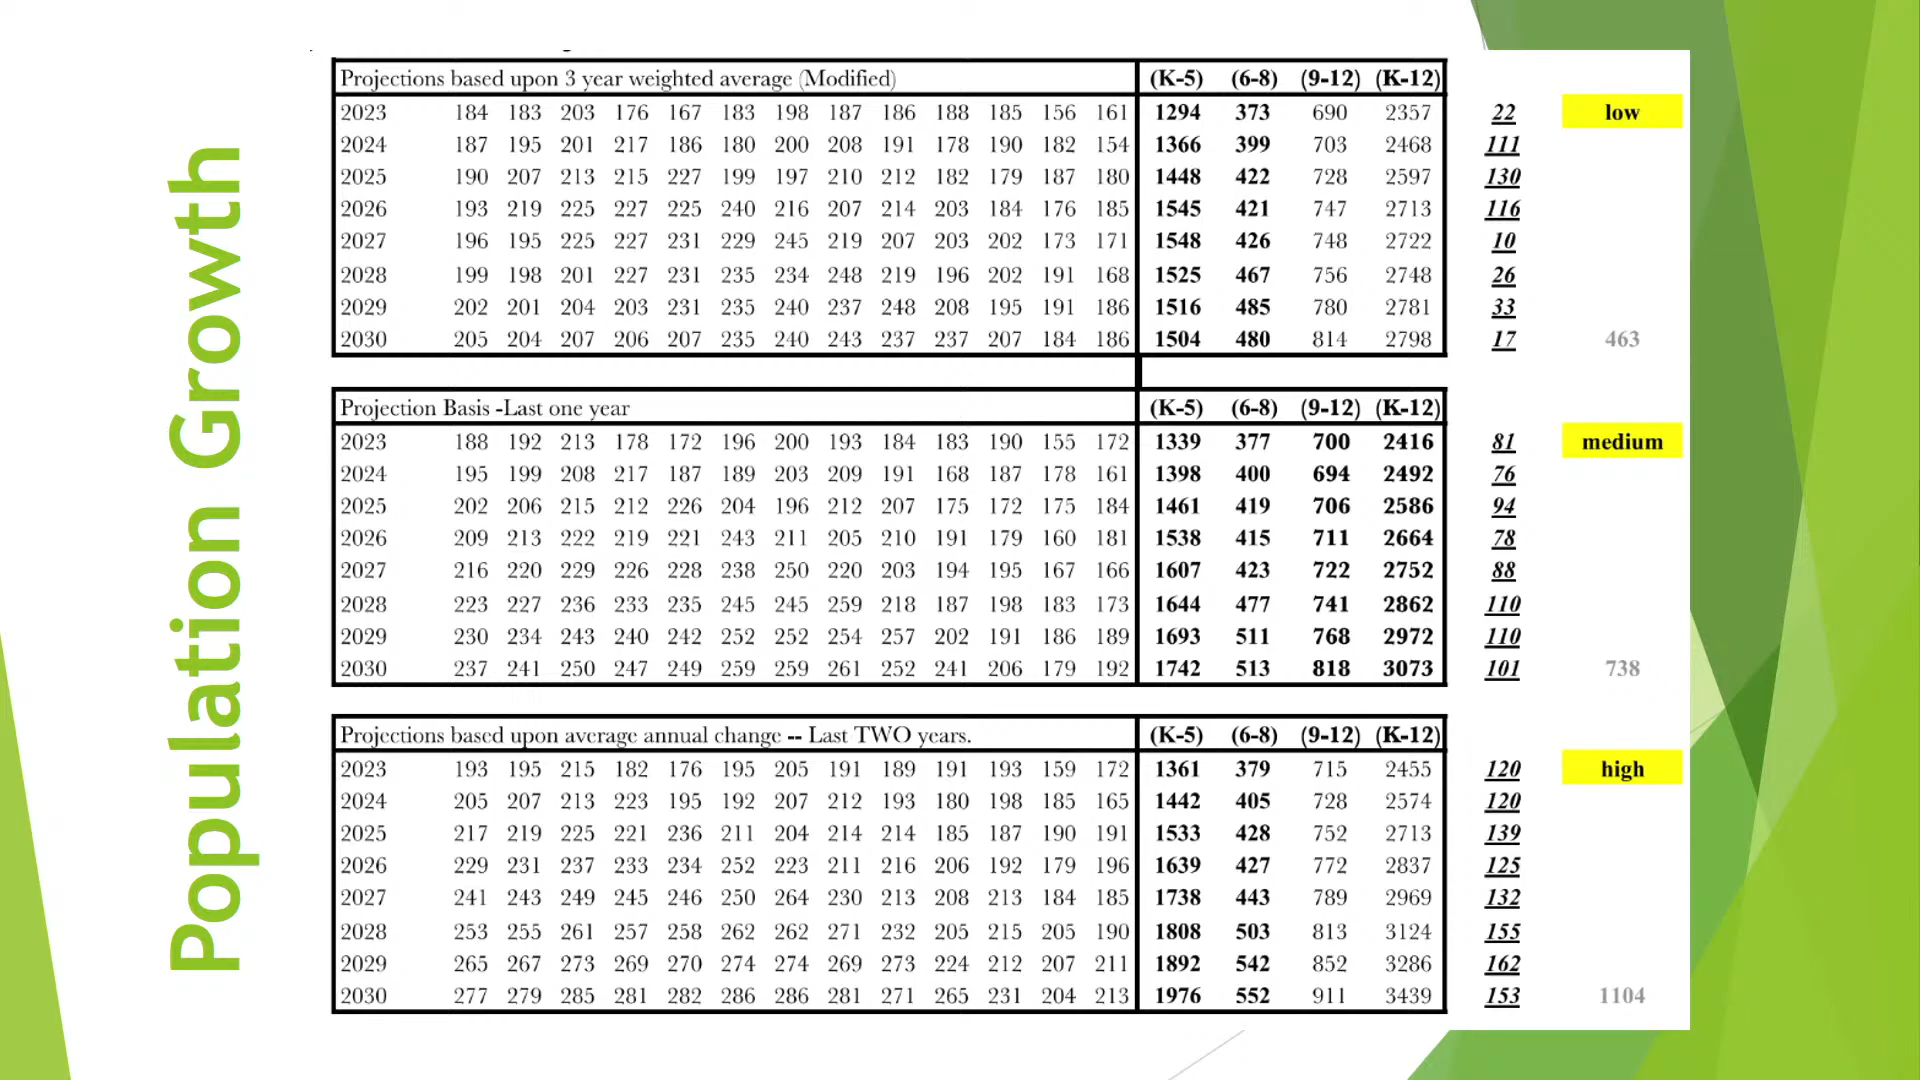 Population Growth
Projections based upon 3 year weighted average (Modified) (K-5) (6-8) (9-12) (K-12)
2023 184 183 203 176 167 183 198 187 186 188 185 156 161 1294 373 690 2357 22 low
2024 187 195 201 217 186 180 200 208 191 178 190 182 154 1366 399 703 2468 111
2025 190 207 213 215 227 199 197 210 212 182 179 187 180 1448 422 728 2597 130
2026 193 219 225 227 225 240 216 207 214 203 184 176 185 1545 421 747 2713 116
2027 196 195 225 227 231 229 245 219 207 203 202 173 171 1548 426 748 2722 10
2028 199 198 201 227 231 235 234 248 219 196 202 191 168 1525 467 756 2748 26
2029 202 201 204 203 231 235 240 237 248 208 195 191 186 1516 485 780 2781 33
2030 205 204 207 206 207 235 240 243 237 237 207 184 186 1504 480 814 2798 17 463
Projection Basis -Last one year (K-5) (6-8) (9-12) (K-12)
2023 188 192 213 178 172 196 200 193 184 183 190 155 172 1339 377 700 2416 81 medium
2024 195 199 208 217 187 189 203 209 191 168 187 178 161 1398 400 694 2492 76
2025 202 206 215 212 226 204 196 212 207 175 172 175 184 1461 419 706 2586 94
2026 209 213 222 219 221 243 211 205 210 191 179 160 181 1538 415 711 2664 78
2027 216 220 229 226 228 238 250 220 203 194 195 167 166 1607 423 722 2752 88
2028 223 227 236 233 235 245 245 259 218 187 198 183 173 1644 477 741 2862 110
2029 230 234 243 240 242 252 252 254 257 202 191 186 189 1693 511 768 2972 110
2030 237 241 250 247 249 259 259 261 252 241 206 179 192 1742 513 818 3073 101 738
Projections based upon average annual change -- Last TWO years. (K-5) (6-8) (9-12) (K-12)
2023 193 195 215 182 176 195 205 191 189 191 193 159 172 1361 379 715 2455 120 high
2024 205 207 213 223 195 192 207 212 193 180 198 185 165 1442 405 728 2574 120
2025 217 219 225 221 236 211 204 214 214 185 187 190 191 1533 428 752 2713 139
2026 229 231 237 233 234 252 223 211 216 206 192 179 196 1639 427 772 2837 125
2027 241 243 249 245 246 250 264 230 213 208 213 184 185 1738 443 789 2969 132
2028 253 255 261 257 258 262 262 271 232 205 215 205 190 1808 503 813 3124 155
2029 265 267 273 269 270 274 274 269 273 224 212 207 211 1892 542 852 3286 162
2030 277 279 285 281 282 286 286 281 271 265 231 204 213 1976 552 911 3439 153 1104